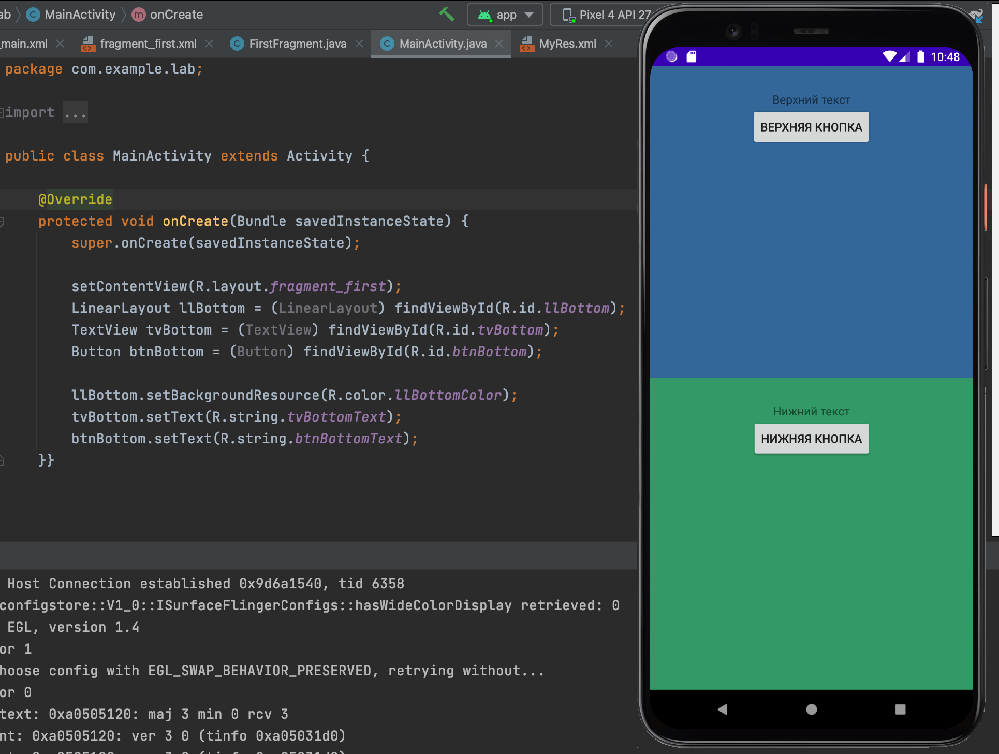 ab MainActivity m onCreate app Pixel 4 API 27
_main.xml fragment_first.xml C FirstFragment.java C MainActivity.java MyRes.xml
package com.example.lab;
import ...
public class MainActivity extends Activity {
@Override
protected void onCreate(Bundle savedInstanceState) {
super.onCreate(savedInstanceState);
setContentView(R.layout.fragment_first);
LinearLayout llBottom = (LinearLayout) findViewById(R.id.llBottom);
TextView tvBottom = (TextView) findViewById(R.id.tvBottom);
Button btnBottom = (Button) findViewById(R.id.btnBottom);
llBottom.setBackgroundResource(R.color.llBottomColor);
tvBottom.setText(R.string.tvBottomText);
btnBottom.setText(R.string.btnBottomText);
}}
Host Connection established 0x9d6a1540, tid 6358
configstore::V1_0::ISurfaceFlingerConfigs::hasWideColorDisplay retrieved: 0
EGL, version 1.4
or 1
hoose config with EGL_SWAP_BEHAVIOR_PRESERVED, retrying without...
or 0
text: 0xa0505120: maj 3 min 0 rcv 3
nt: 0xa0505120: ver 3 0 (tinfo 0xa05031d0)
10:48
Верхний текст
ВЕРХНЯЯ КНОПКА
Нижний текст
НИЖНЯЯ КНОПКА